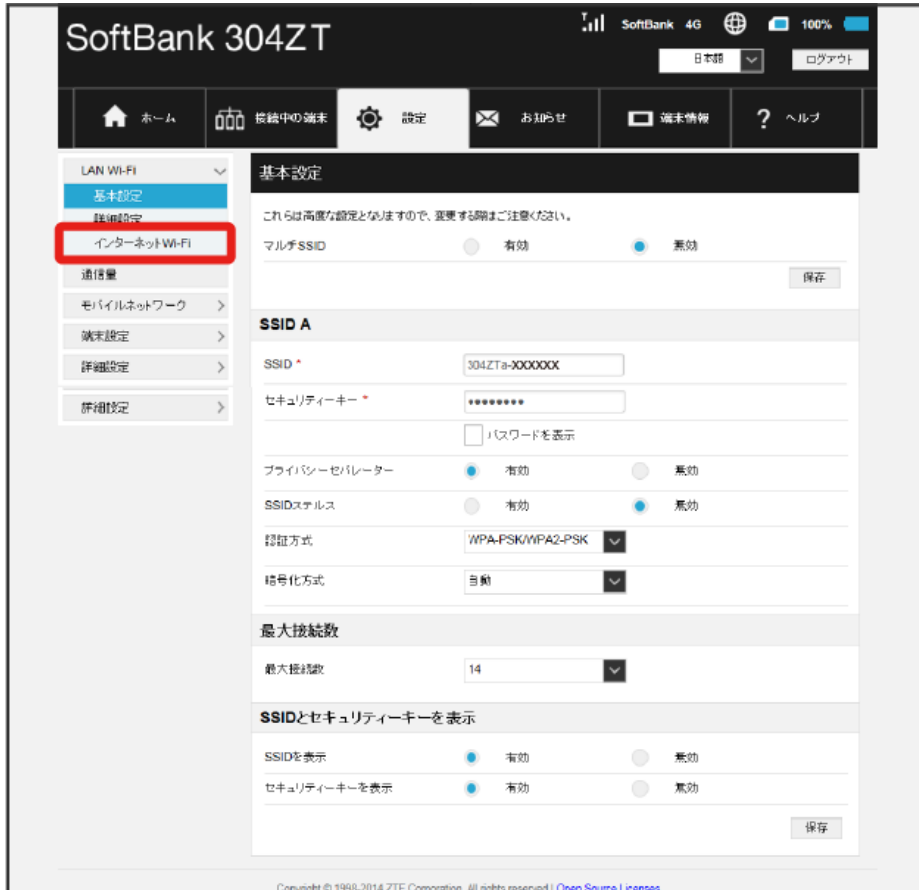 SoftBank 304ZT
SoftBank 4G 100%
日本語 ログアウト
ホーム 接続中の端末 設定 お知らせ 端末情報 ? ヘルプ
LAN Wi-Fi
基本設定
詳細設定
インターネットWi-Fi
通信量
モバイルネットワーク
端末設定
詳細設定
詳細設定
基本設定
これらは高度な設定となりますので、変更する際はご注意ください。
マルチSSID 有効 無効
保存
SSID A
SSID * 304ZTa-XXXXXX
セキュリティーキー * ••••••••
パスワードを表示
プライバシーセパレーター 有効 無効
SSIDステルス 有効 無効
認証方式 WPA-PSK/WPA2-PSK
暗号化方式 自動
最大接続数
最大接続数 14
SSIDとセキュリティーキーを表示
SSIDを表示 有効 無効
セキュリティーキーを表示 有効 無効
保存
Copyright © 1998-2014 ZTE Corporation. All rights reserved | Open Source Licenses